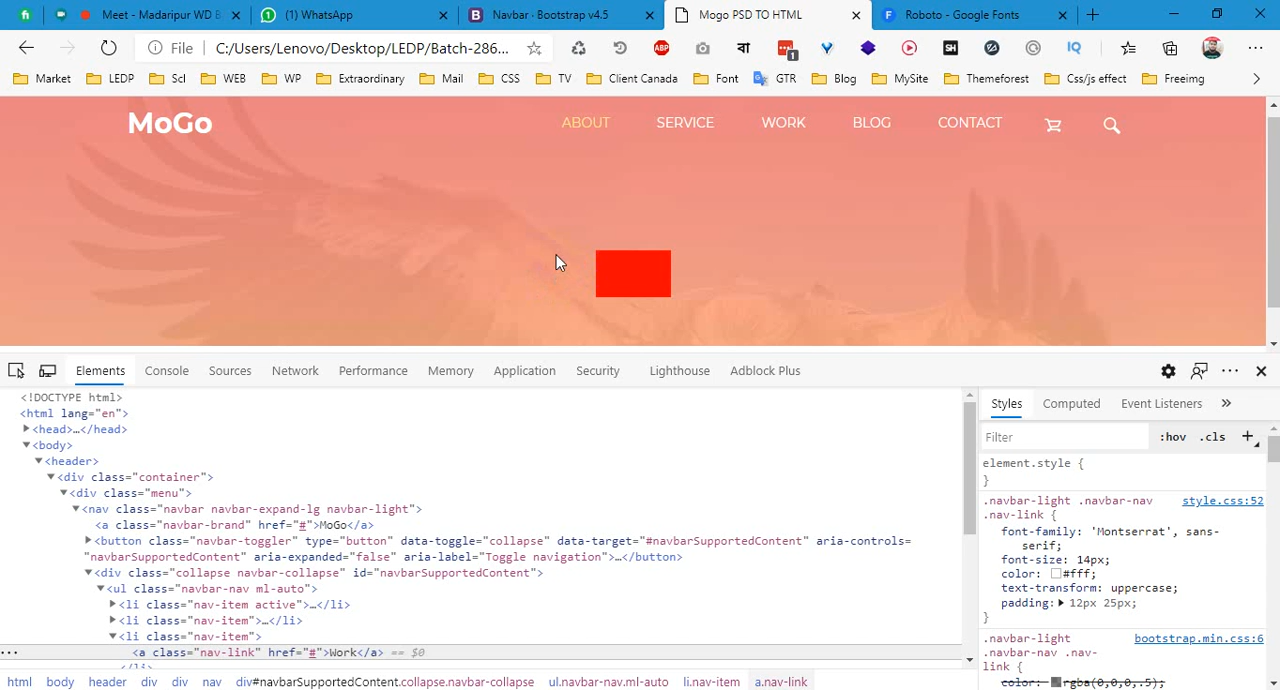 Meet - Madaripur WD B
(1) WhatsApp
Navbar · Bootstrap v4.5
Mogo PSD TO HTML
Roboto - Google Fonts
File
C:/Users/Lenovo/Desktop/LEDP/Batch-286...
ABP
বা
1
SH
IQ
Market
LEDP
Scl
WEB
WP
Extraordinary
Mail
CSS
TV
Client Canada
Font
GTR
Blog
MySite
Themeforest
Css/js effect
Freeimg
MoGo
ABOUT
SERVICE
WORK
BLOG
CONTACT
Elements
Console
Sources
Network
Performance
Memory
Application
Security
Lighthouse
Adblock Plus
<!DOCTYPE html>
<html lang="en">
<head>…</head>
<body>
<header>
<div class="container">
<div class="menu">
<nav class="navbar navbar-expand-lg navbar-light">
<a class="navbar-brand" href="#">MoGo</a>
<button class="navbar-toggler" type="button" data-toggle="collapse" data-target="#navbarSupportedContent" aria-controls=
"navbarSupportedContent" aria-expanded="false" aria-label="Toggle navigation">…</button>
<div class="collapse navbar-collapse" id="navbarSupportedContent">
<ul class="navbar-nav ml-auto">
<li class="nav-item active">…</li>
<li class="nav-item">…</li>
<li class="nav-item">
<a class="nav-link" href="#">Work</a> == $0
</li>
html
body
header
div
div
nav
div#navbarSupportedContent.collapse.navbar-collapse
ul.navbar-nav.ml-auto
li.nav-item
a.nav-link
Styles
Computed
Event Listeners
Filter
:hov
.cls
element.style {
}
.navbar-light .navbar-nav
style.css:52
.nav-link {
font-family: 'Montserrat', sans-
serif;
font-size: 14px;
color: #fff;
text-transform: uppercase;
padding: 12px 25px;
}
.navbar-light
bootstrap.min.css:6
.navbar-nav .nav-
link {
color: rgba(0,0,0,.5);